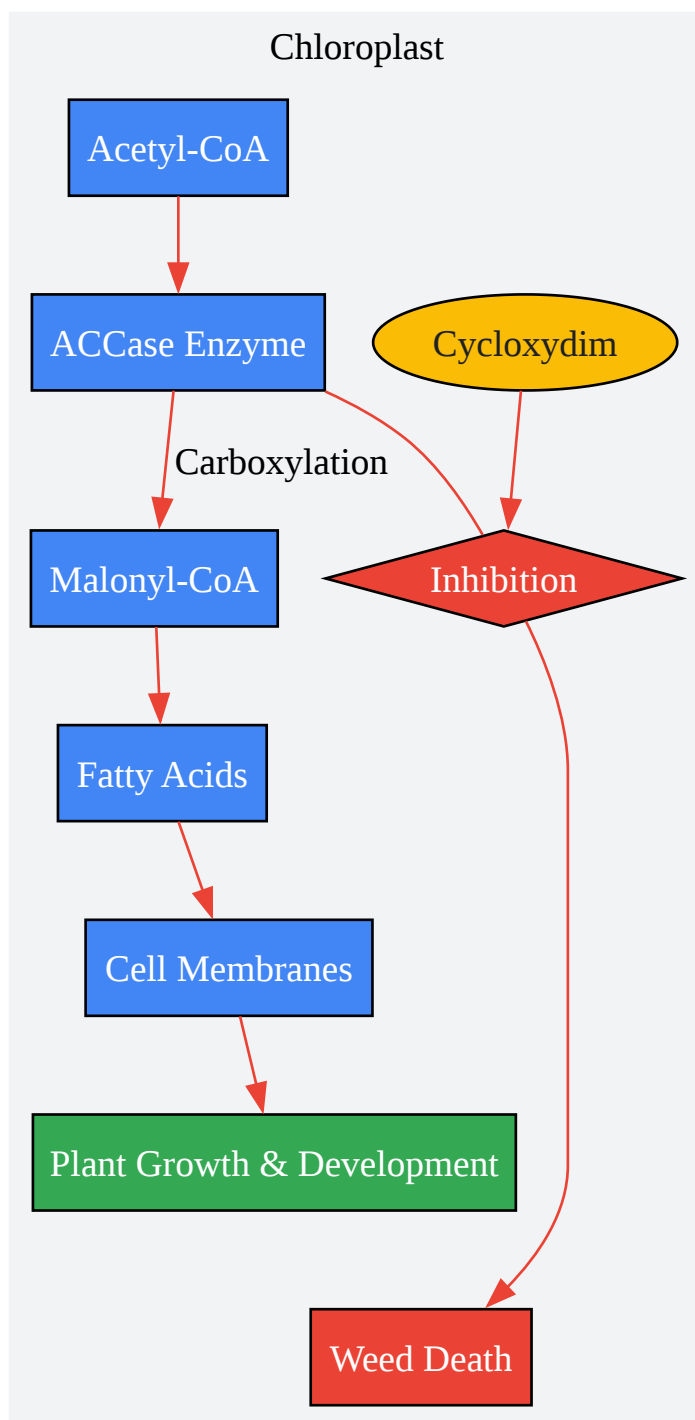 Chloroplast
Acetyl-CoA
ACCase Enzyme
Cycloxydim
Carboxylation
Malonyl-CoA
Inhibition
Fatty Acids
Cell Membranes
Plant Growth & Development
Weed Death